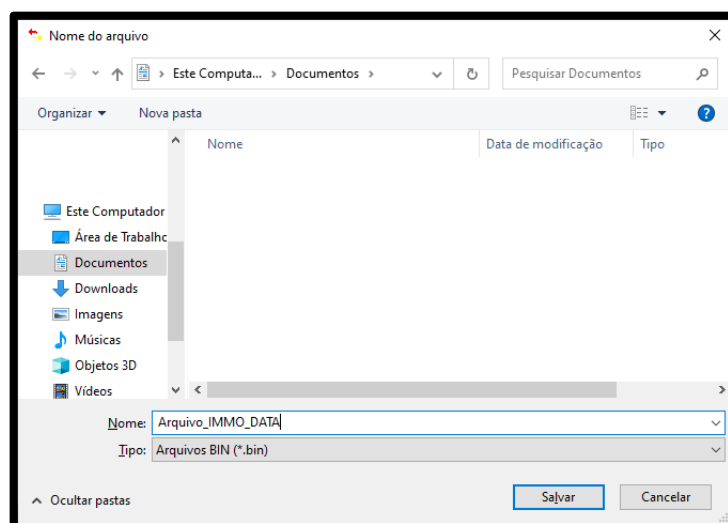 Nome do arquivo
Este Computa... > Documentos >
Pesquisar Documentos
Organizar
Nova pasta
Nome
Data de modificação
Tipo
Este Computador
Área de Trabalho
Documentos
Downloads
Imagens
Músicas
Objetos 3D
Vídeos
Nome: Arquivo_IMMO_DATA
Tipo: Arquivos BIN (*.bin)
Ocultar pastas
Salvar
Cancelar